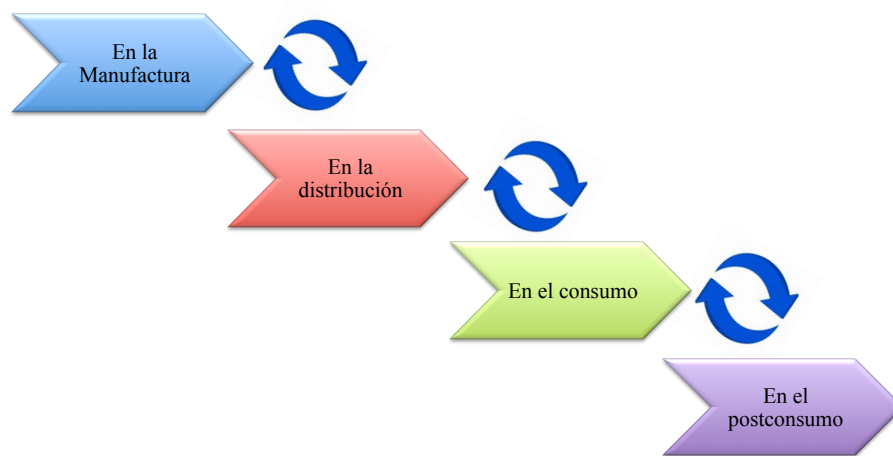 En la
Manufactura
En la
distribución
En el consumo
En el
postconsumo